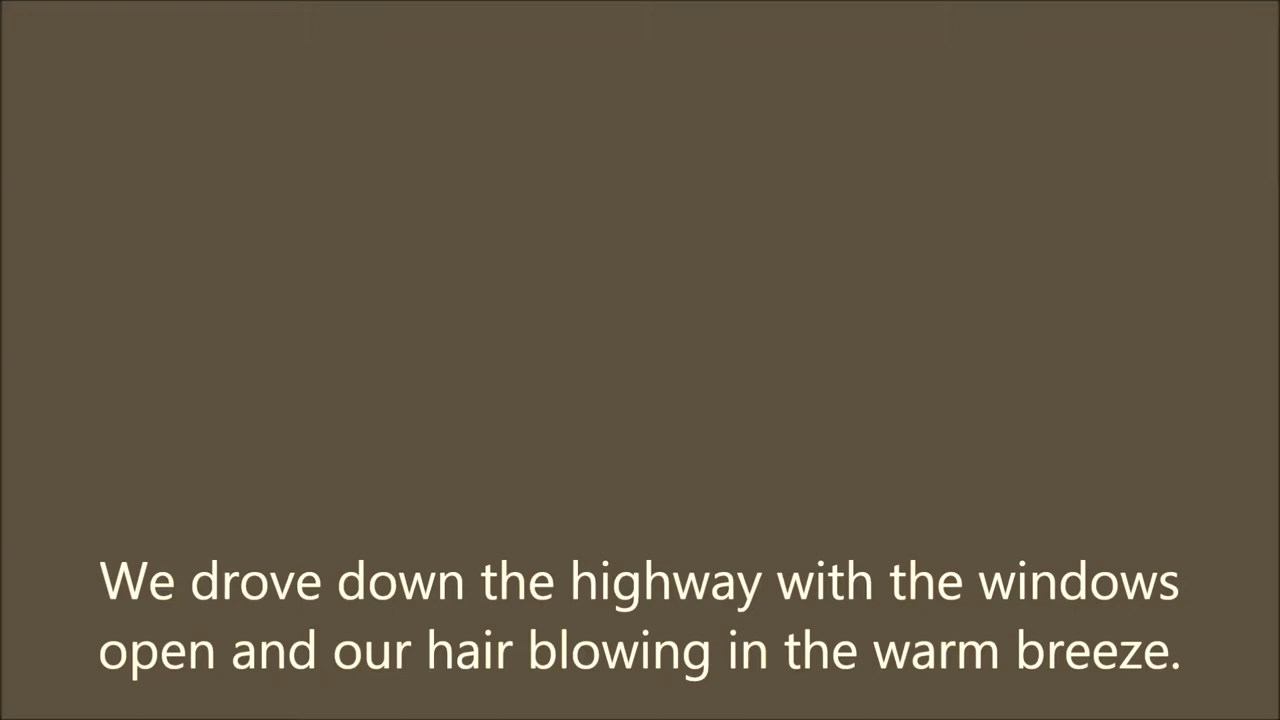 We drove down the highway with the windows
open and our hair blowing in the warm breeze.